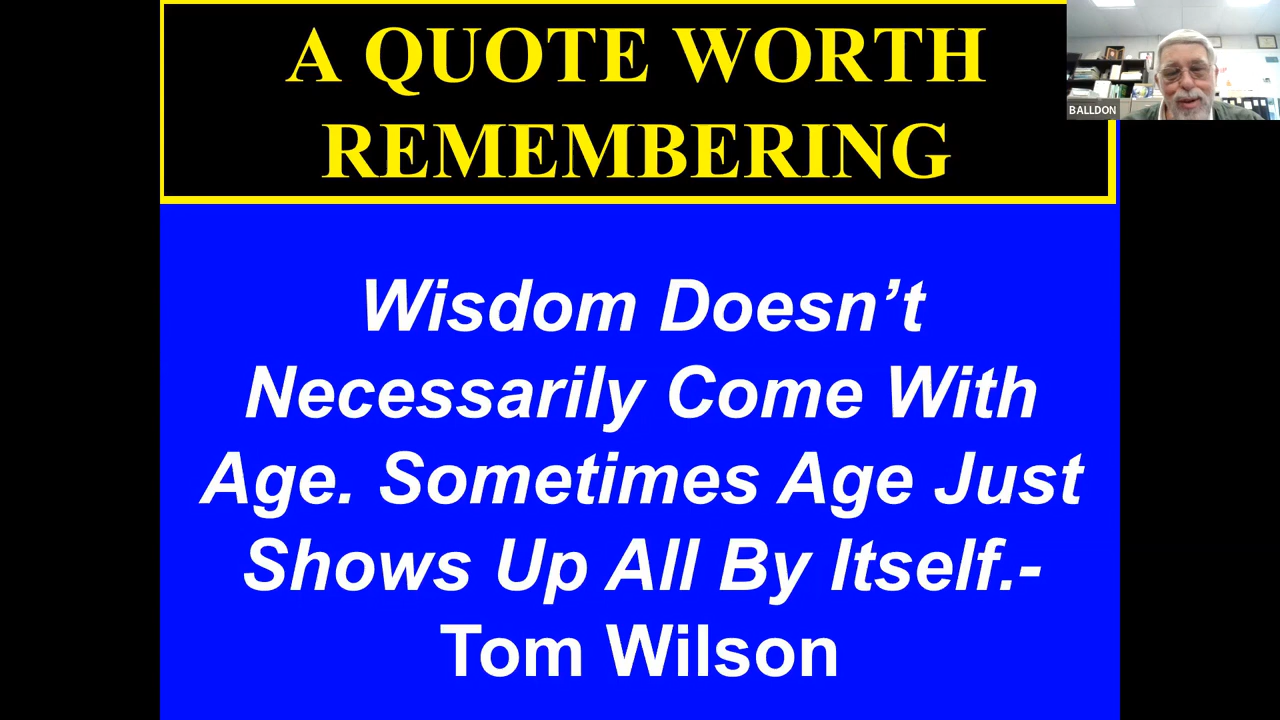 A QUOTE WORTH
REMEMBERING
BALLDON
Wisdom Doesn’t
Necessarily Come With
Age. Sometimes Age Just
Shows Up All By Itself.-
Tom Wilson